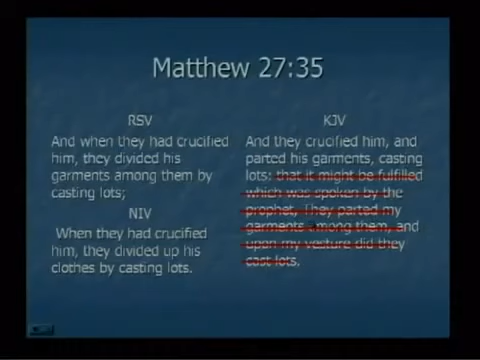 Matthew 27:35
RSV
And when they had crucified
him, they divided his
garments among them by
casting lots;
NIV
When they had crucified
him, they divided up his
clothes by casting lots.
KJV
And they crucified him, and
parted his garments, casting
lots: that it might be fulfilled
which was spoken by the
prophet, They parted my
garments among them, and
upon my vesture did they
cast lots.